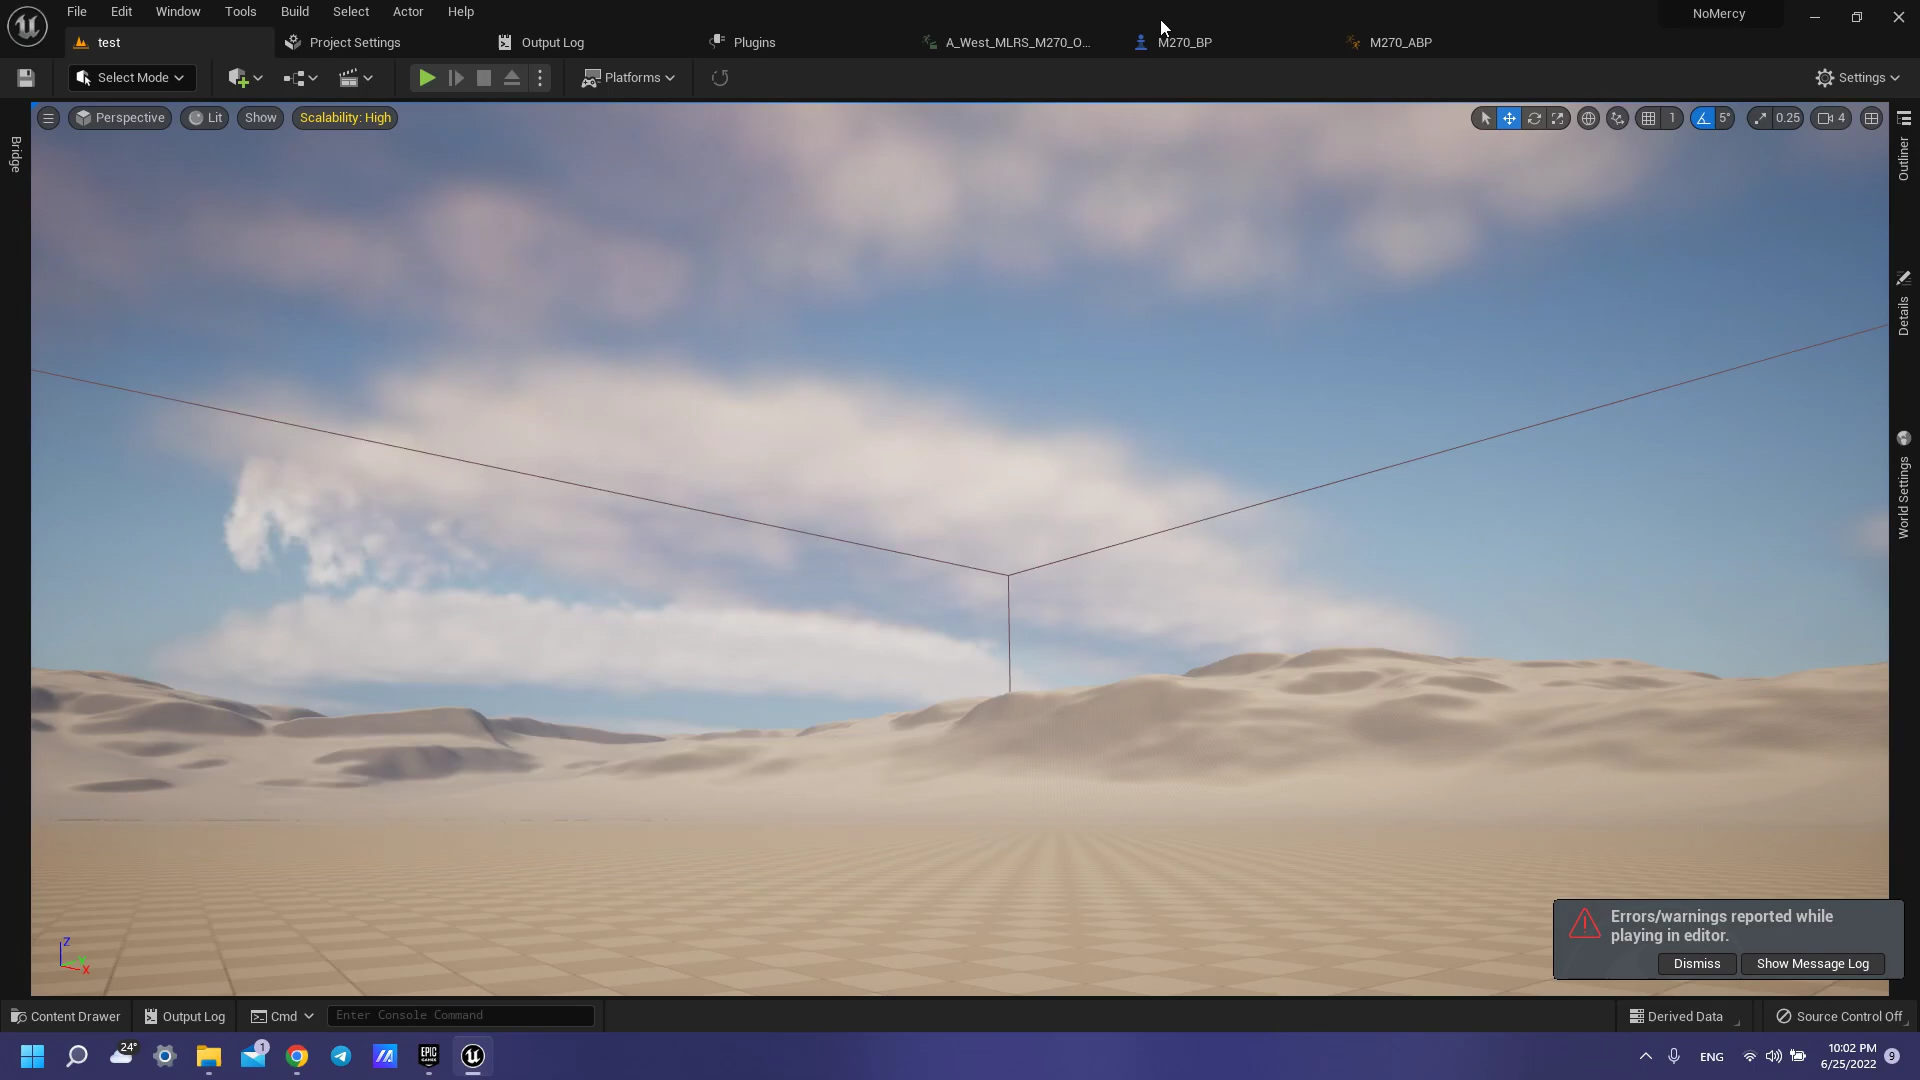 File Edit Window Tools Build Select Actor Help
NoMercy
test
Project Settings
Output Log
Plugins
A_West_MLRS_M270_O...
M270_BP
M270_ABP
Select Mode
Platforms
Settings
Perspective
Lit
Show
Scalability: High
1
5°
0.25
4
Bridge
Outliner
Details
World Settings
Z
Y
X
Errors/warnings reported while
playing in editor.
Dismiss
Show Message Log
Content Drawer
Output Log
Cmd
Enter Console Command
Derived Data
Source Control Off
24°
1
EPIC
GAMES
ENG
10:02 PM
6/25/2022
9